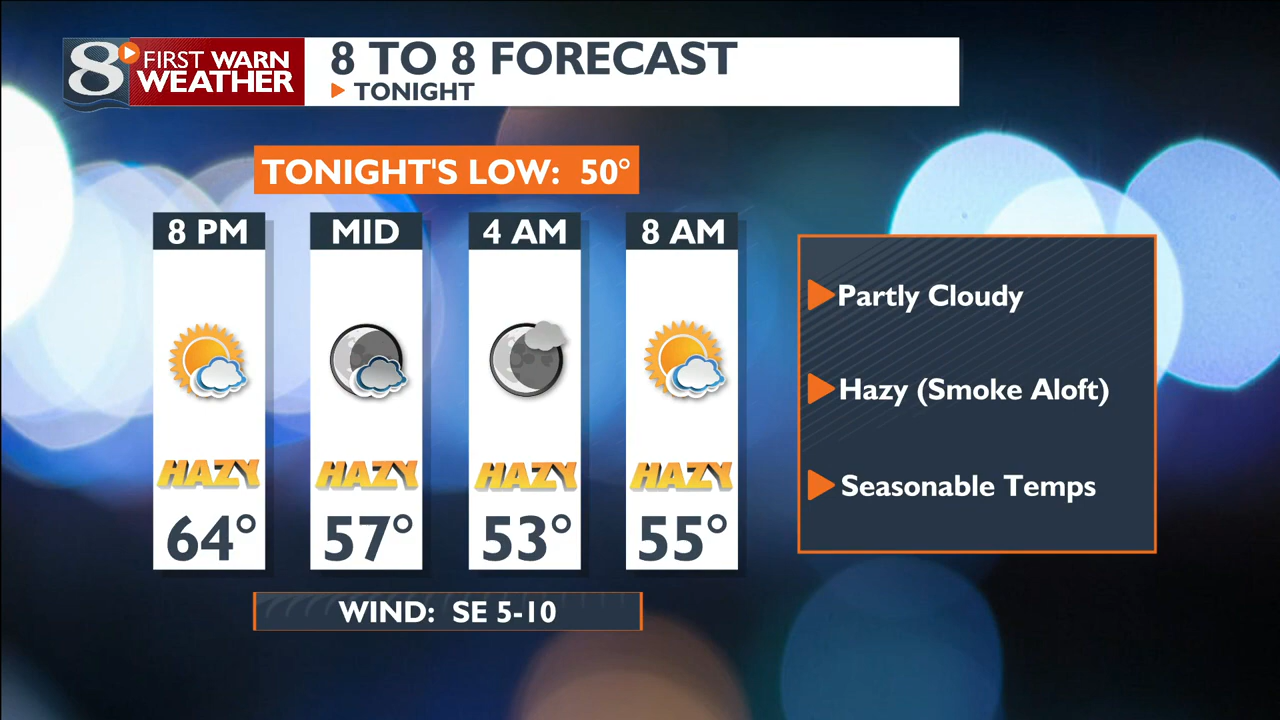 8 FIRST WARN
WEATHER
8 TO 8 FORECAST
TONIGHT
TONIGHT'S LOW: 50°
8 PM
MID
4 AM
8 AM
HAZY
HAZY
HAZY
HAZY
64°
57°
53°
55°
WIND: SE 5-10
Partly Cloudy
Hazy (Smoke Aloft)
Seasonable Temps